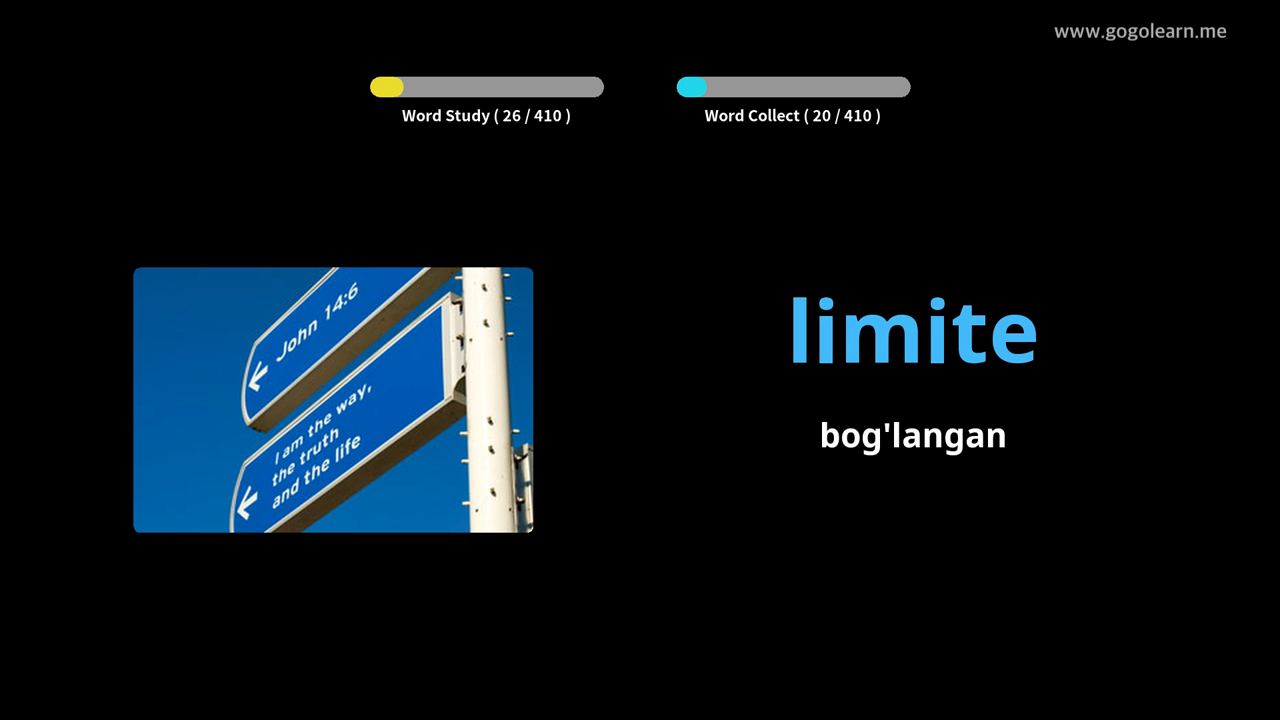 www.gogolearn.me
Word Study ( 26 / 410 )
Word Collect ( 20 / 410 )
John 14:6
I am the way,
the truth
and the life
limite
bog'langan